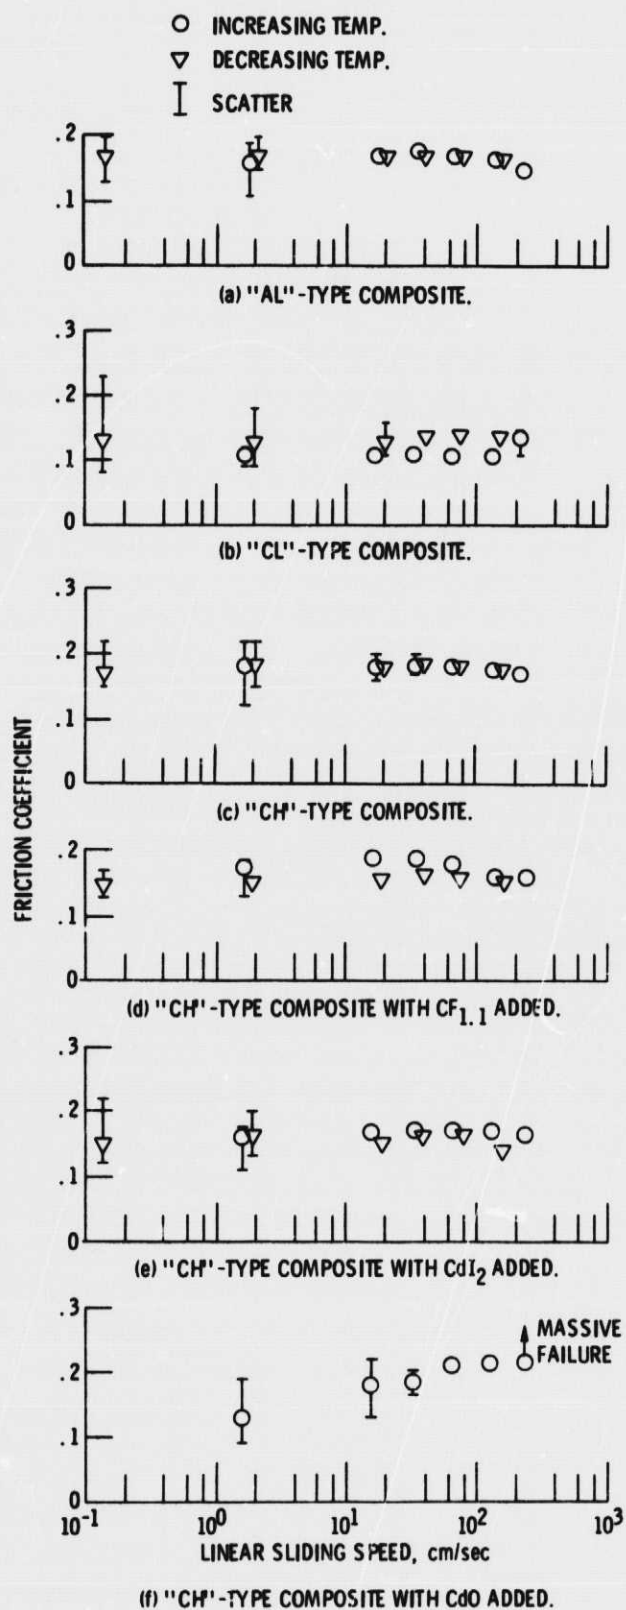 INCREASING TEMP.
DECREASING TEMP.
SCATTER
.2
.1
0
(a) "AL"-TYPE COMPOSITE.
.3
.2
.1
0
(b) "CL"-TYPE COMPOSITE.
.3
.2
.1
0
(c) "CH"-TYPE COMPOSITE.
FRICTION COEFFICIENT
.2
.1
0
(d) "CH"-TYPE COMPOSITE WITH CF1.1 ADDED.
.3
.2
.1
0
(e) "CH"-TYPE COMPOSITE WITH CdI2 ADDED.
.3
.2
.1
0
MASSIVE
FAILURE
10-1 100 101 102 103
LINEAR SLIDING SPEED, cm/sec
(f) "CH"-TYPE COMPOSITE WITH CdO ADDED.